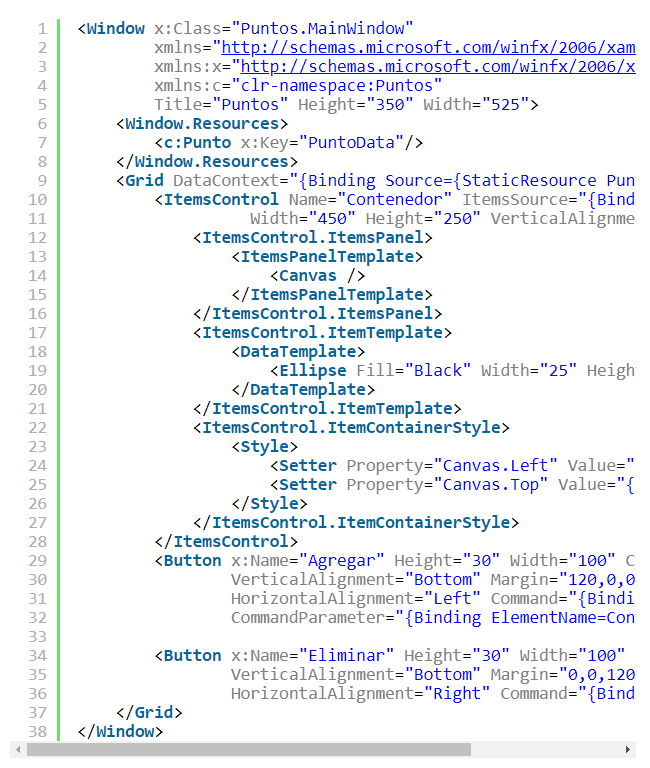 1 <Window x:Class="Puntos.MainWindow"
2 xmlns="http://schemas.microsoft.com/winfx/2006/xam
3 xmlns:x="http://schemas.microsoft.com/winfx/2006/x
4 xmlns:c="clr-namespace:Puntos"
5 Title="Puntos" Height="350" Width="525">
6 <Window.Resources>
7 <c:Punto x:Key="PuntoData"/>
8 </Window.Resources>
9 <Grid DataContext="{Binding Source={StaticResource Pun
10 <ItemsControl Name="Contenedor" ItemsSource="{Bind
11 Width="450" Height="250" VerticalAlignme
12 <ItemsControl.ItemsPanel>
13 <ItemsPanelTemplate>
14 <Canvas />
15 </ItemsPanelTemplate>
16 </ItemsControl.ItemsPanel>
17 <ItemsControl.ItemTemplate>
18 <DataTemplate>
19 <Ellipse Fill="Black" Width="25" Heigh
20 </DataTemplate>
21 </ItemsControl.ItemTemplate>
22 <ItemsControl.ItemContainerStyle>
23 <Style>
24 <Setter Property="Canvas.Left" Value="
25 <Setter Property="Canvas.Top" Value="{
26 </Style>
27 </ItemsControl.ItemContainerStyle>
28 </ItemsControl>
29 <Button x:Name="Agregar" Height="30" Width="100" C
30 VerticalAlignment="Bottom" Margin="120,0,0
31 HorizontalAlignment="Left" Command="{Bindi
32 CommandParameter="{Binding ElementName=Con
33
34 <Button x:Name="Eliminar" Height="30" Width="100"
35 VerticalAlignment="Bottom" Margin="0,0,120
36 HorizontalAlignment="Right" Command="{Bind
37 </Grid>
38 </Window>